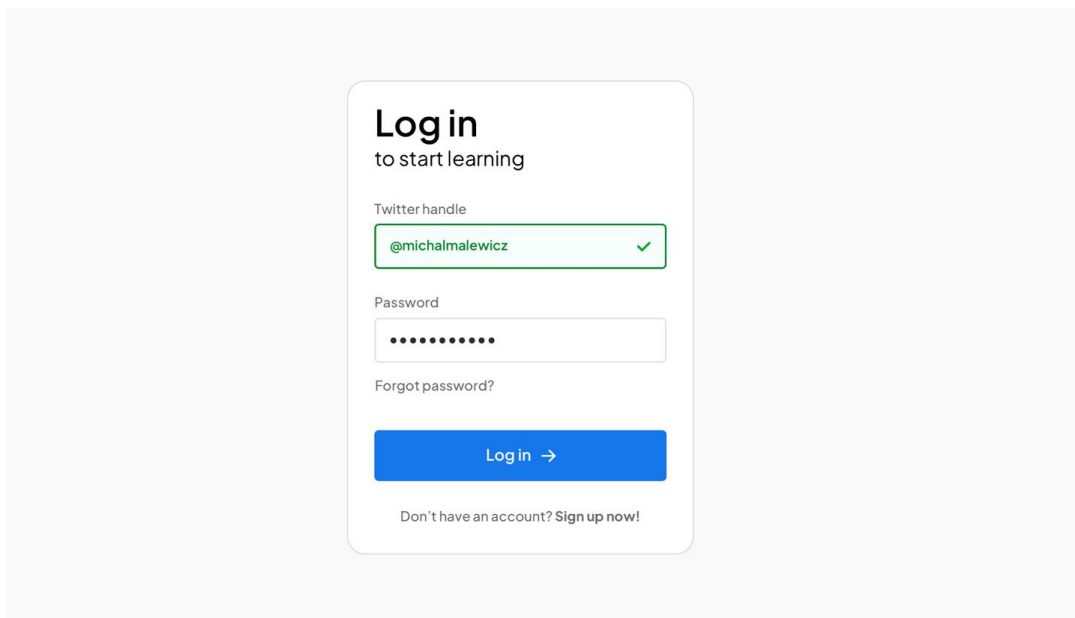 Log in
to start learning
Twitter handle
@michalmalewicz
Password
•••••••••••
Forgot password?
Log in →
Don't have an account? Sign up now!